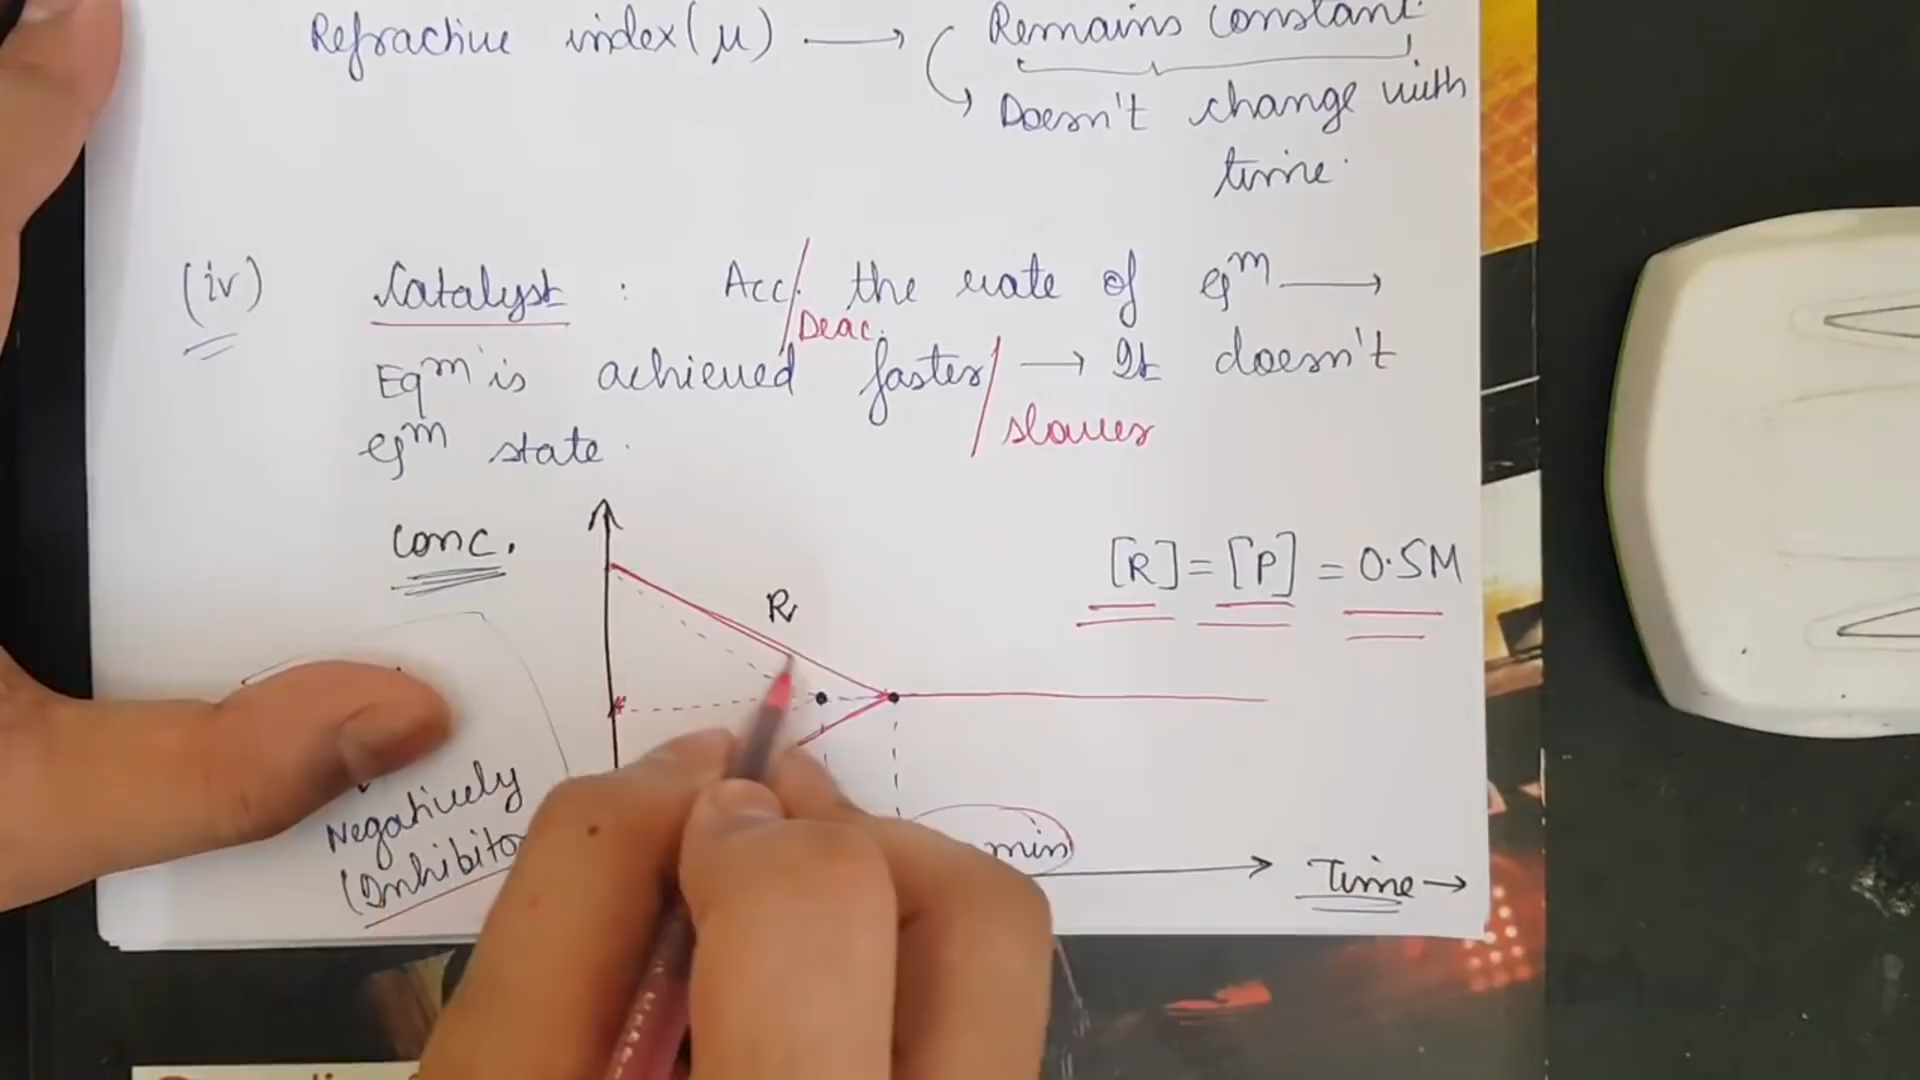 Refractive index (μ) ⟶ Remains constant.
Doesn't change with
time.
(iv) Catalyst : Acc./Deac. the rate of eqᵐ ⟶
Eqᵐ is achieved faster/slower ⟶ It doesn't
eqᵐ state.
Conc.
R
[R] = [P] = 0.5M
Negatively
min
Time →